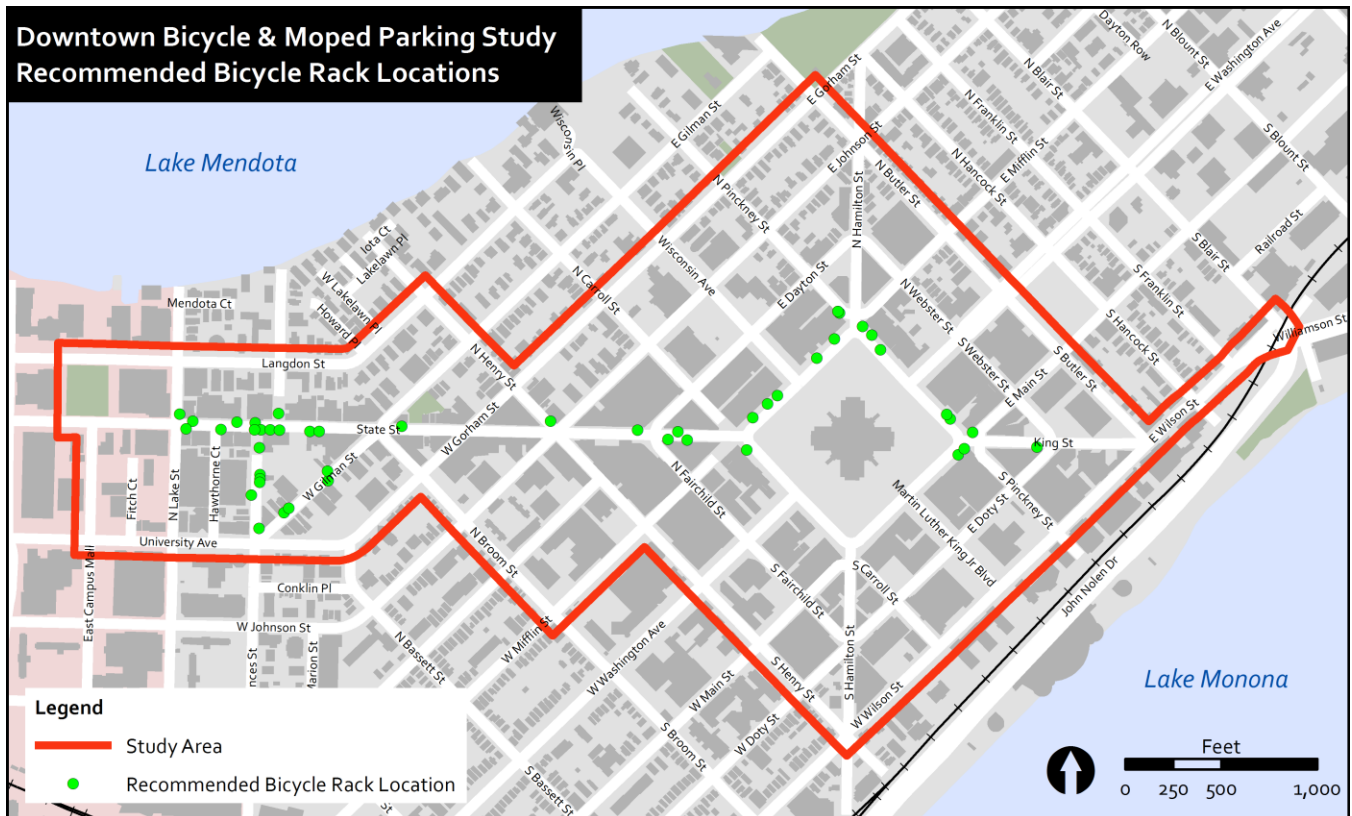 Downtown Bicycle & Moped Parking Study
Recommended Bicycle Rack Locations
Lake Mendota
Lake Monona
Mendota Ct
Iota Ct
Lakelawn Pl
W Lakelawn Pl
Howard Pl
Langdon St
Wisconsin Pl
E Gilman St
N Pinckney St
E Gorham St
E Johnson St
N Butler St
N Hamilton St
N Hancock St
N Franklin St
E Mifflin St
N Blair St
Dayton Row
N Blount St
E Washington Ave
S Blount St
Railroad St
S Blair St
S Franklin St
S Hancock St
Williamson St
N Carroll St
Wisconsin Ave
E Dayton St
N Webster St
S Webster St
E Main St
S Butler St
E Wilson St
N Henry St
State St
W Gorham St
W Gilman St
King St
N Lake St
Hawthorne Ct
Fitch Ct
University Ave
East Campus Mall
Conklin Pl
W Johnson St
nces St
Marion St
N Broom St
N Bassett St
W Mifflin St
W Washington Ave
N Fairchild St
S Fairchild St
S Carroll St
Martin Luther King Jr Blvd
E Doty St
S Pinckney St
John Nolen Dr
S Henry St
S Hamilton St
W Wilson St
W Main St
W Doty St
S Broom St
S Bassett St
St
Legend
Study Area
Recommended Bicycle Rack Location
Feet
0 250 500 1,000